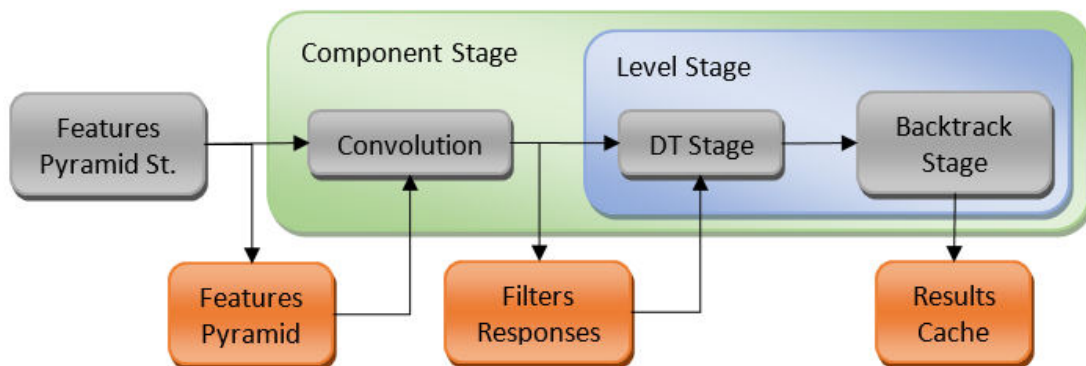 Component Stage
Level Stage
Features
Pyramid St.
Convolution
DT Stage
Backtrack
Stage
Features
Pyramid
Filters
Responses
Results
Cache